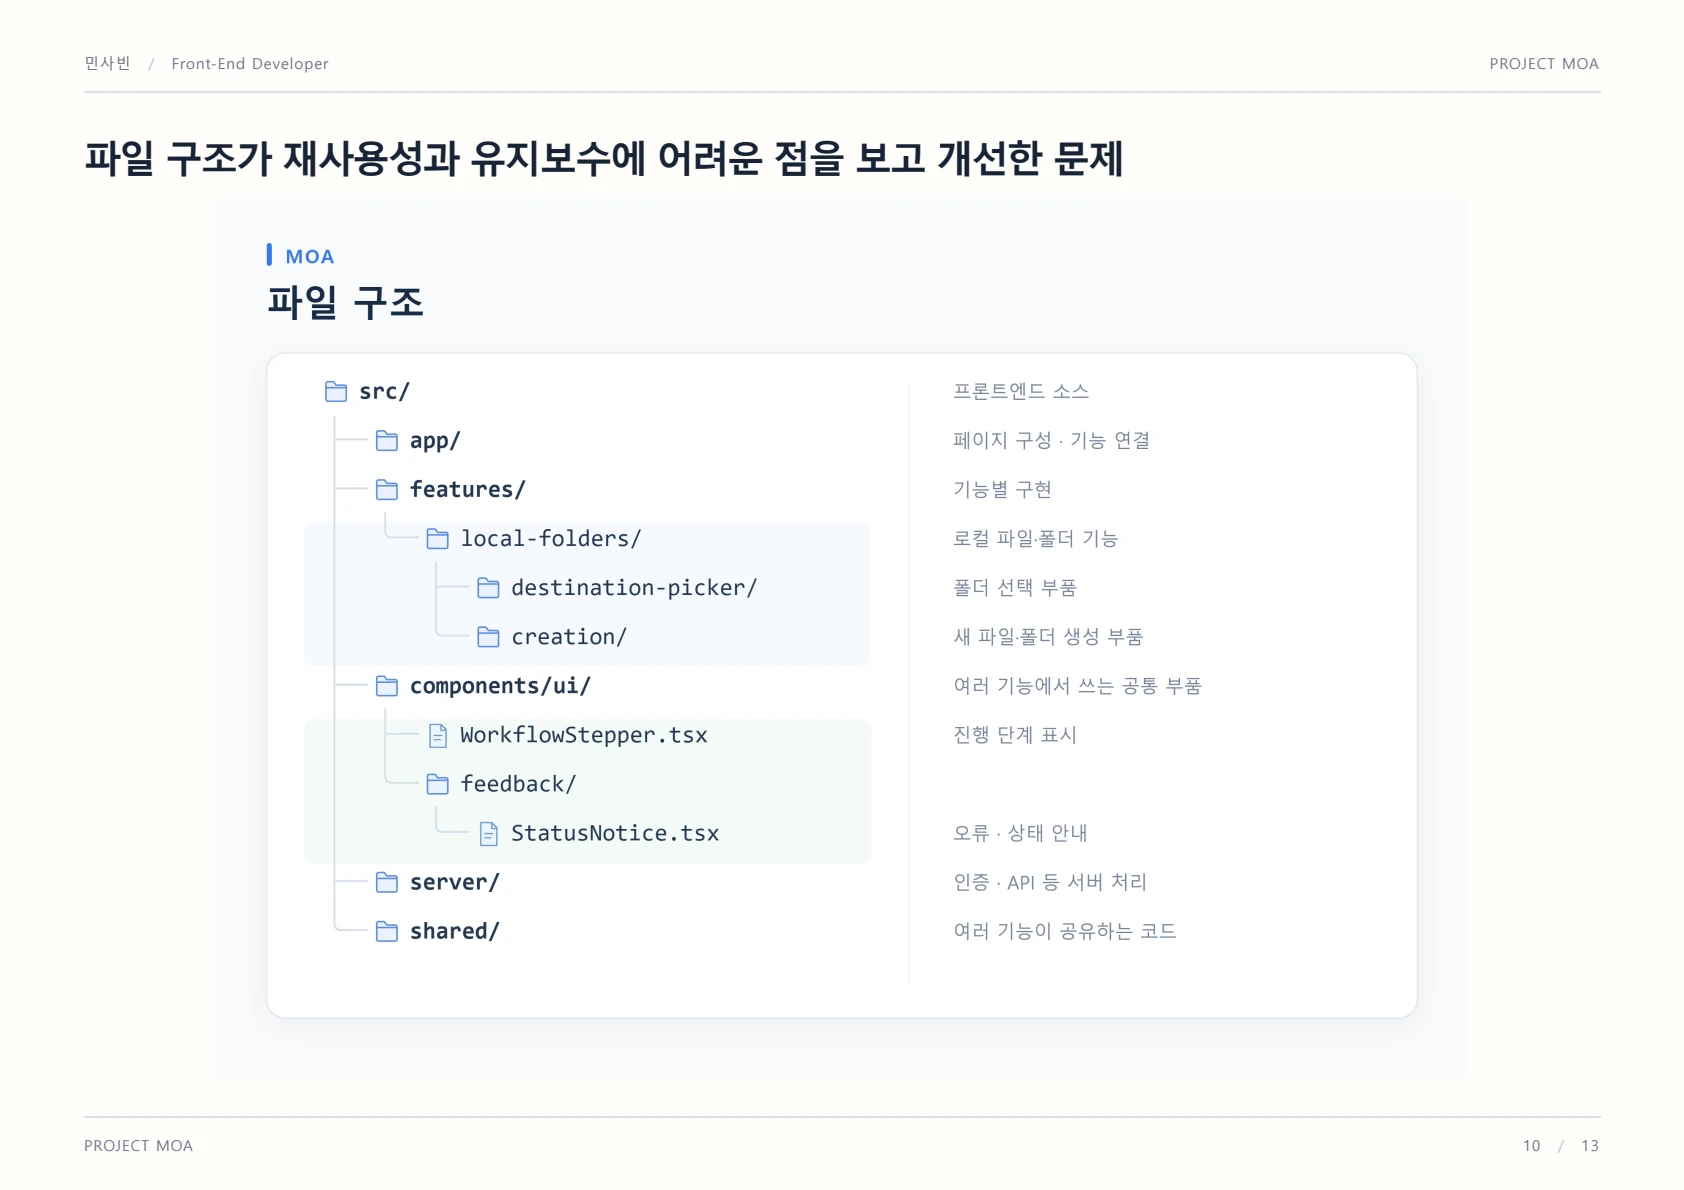 민사빈 / Front-End Developer PROJECT MOA
파일 구조가 재사용성과 유지보수에 어려운 점을 보고 개선한 문제
MOA
파일 구조
src/ 프론트엔드 소스
app/ 페이지 구성 · 기능 연결
features/ 기능별 구현
local-folders/ 로컬 파일·폴더 기능
destination-picker/ 폴더 선택 부품
creation/ 새 파일·폴더 생성 부품
components/ui/ 여러 기능에서 쓰는 공통 부품
WorkflowStepper.tsx 진행 단계 표시
feedback/
StatusNotice.tsx 오류 · 상태 안내
server/ 인증 · API 등 서버 처리
shared/ 여러 기능이 공유하는 코드
PROJECT MOA 10 / 13